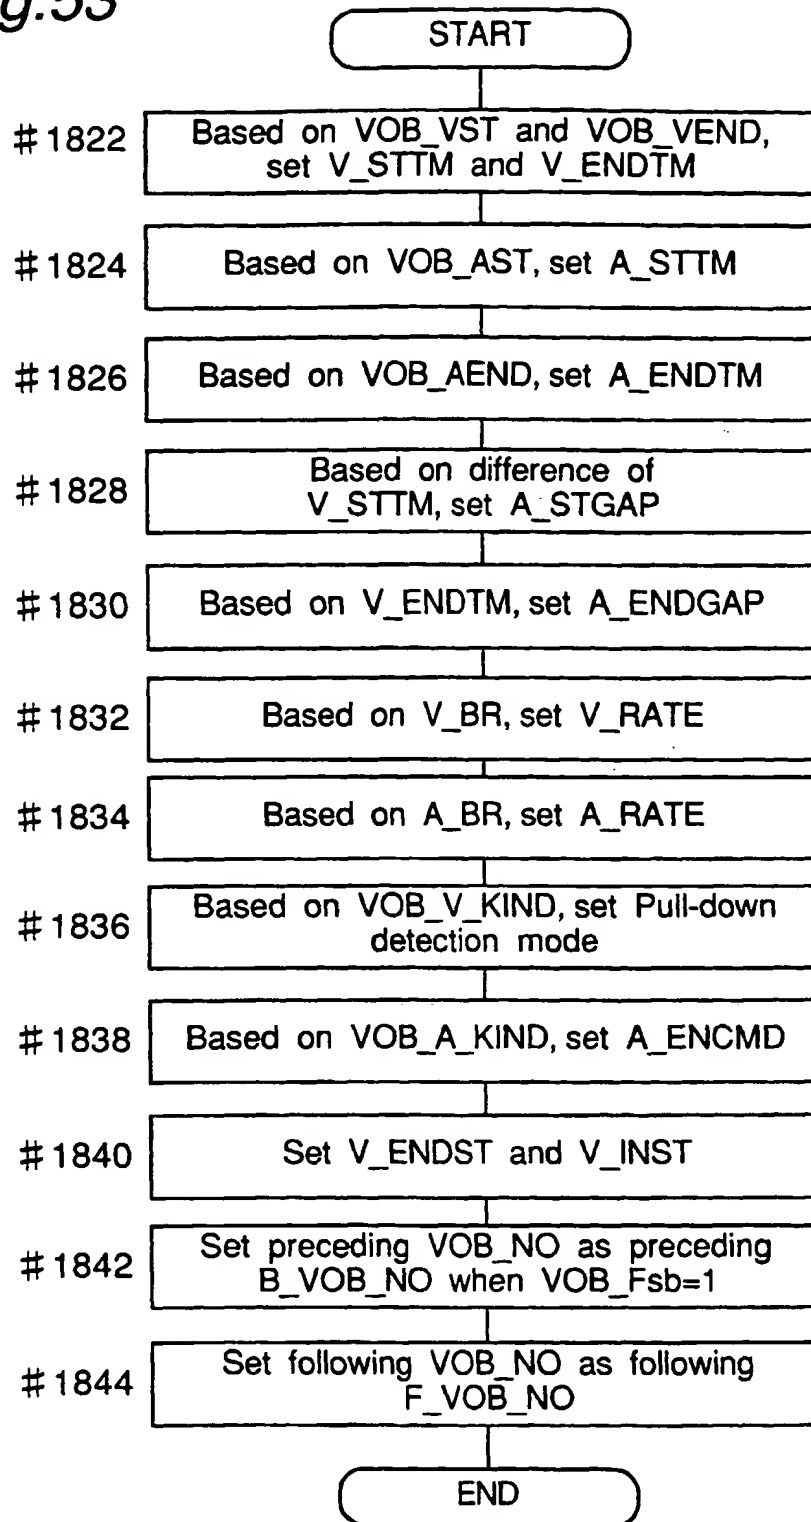 g.53
START
#1822
Based on VOB_VST and VOB_VEND,
set V_STTM and V_ENDTM
#1824
Based on VOB_AST, set A_STTM
#1826
Based on VOB_AEND, set A_ENDTM
#1828
Based on difference of
V_STTM, set A_STGAP
#1830
Based on V_ENDTM, set A_ENDGAP
#1832
Based on V_BR, set V_RATE
#1834
Based on A_BR, set A_RATE
#1836
Based on VOB_V_KIND, set Pull-down
detection mode
#1838
Based on VOB_A_KIND, set A_ENCMD
#1840
Set V_ENDST and V_INST
#1842
Set preceding VOB_NO as preceding
B_VOB_NO when VOB_Fsb=1
#1844
Set following VOB_NO as following
F_VOB_NO
END